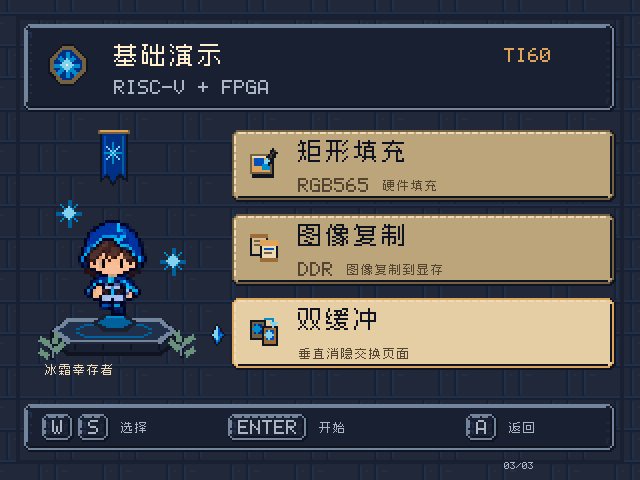 基础演示
TI60
RISC-V + FPGA
矩形填充
RGB565 硬件填充
图像复制
DDR 图像复制到显存
双缓冲
垂直消隐交换页面
冰霜幸存者
W S 选择 ENTER 开始 A 返回
03/03